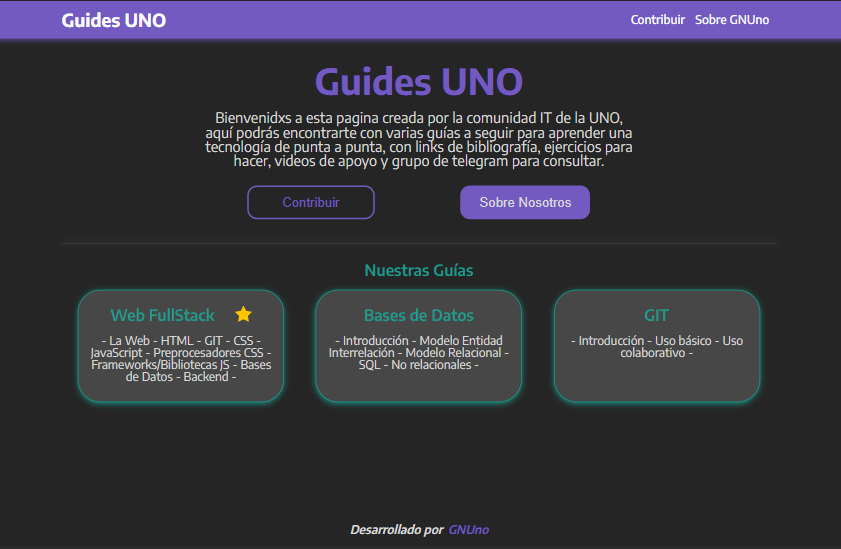 Guides UNO
Contribuir Sobre GNUno
Guides UNO
Bienvenidxs a esta pagina creada por la comunidad IT de la UNO,
aquí podrás encontrarte con varias guías a seguir para aprender una
tecnología de punta a punta, con links de bibliografía, ejercicios para
hacer, videos de apoyo y grupo de telegram para consultar.
Contribuir
Sobre Nosotros
Nuestras Guías
Web FullStack
- La Web - HTML - GIT - CSS -
JavaScript - Preprocesadores CSS -
Frameworks/Bibliotecas JS - Bases
de Datos - Backend -
Bases de Datos
- Introducción - Modelo Entidad
Interrelación - Modelo Relacional -
SQL - No relacionales -
GIT
- Introducción - Uso básico - Uso
colaborativo -
Desarrollado por GNUno